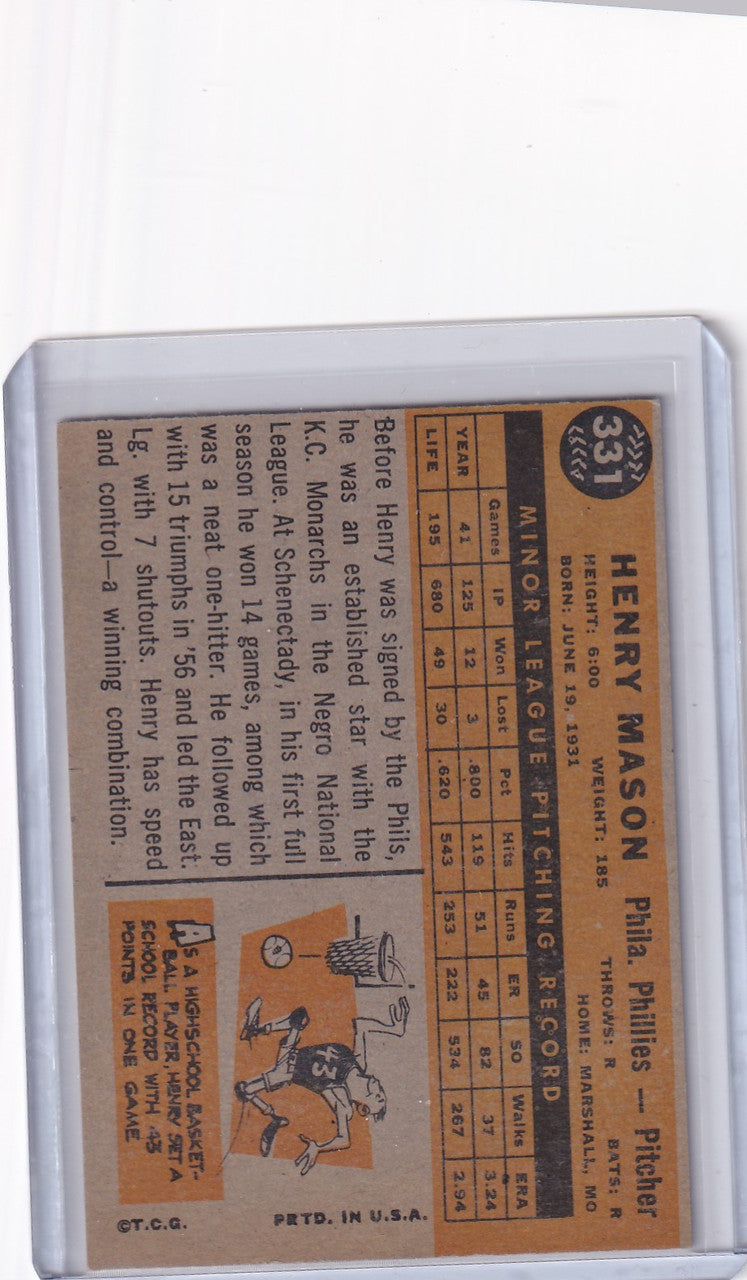 331
HENRY MASON Phila. Phillies — Pitcher
HEIGHT: 6:00 WEIGHT: 185 THROWS: R BATS: R
BORN: JUNE 19, 1931 HOME: MARSHALL, MO
MINOR LEAGUE PITCHING RECORD
Games IP Won Lost Pct Hits Runs ER SO Walks ERA
YEAR 41 125 12 3 .800 119 51 45 82 37 3.24
LIFE 195 680 49 30 .620 543 253 222 534 267 2.94
Before Henry was signed by the Phils,
he was an established star with the
K.C. Monarchs in the Negro National
League. At Schenectady, in his first full
season he won 14 games, among which
was a neat one-hitter. He followed up
with 15 triumphs in '56 and led the East.
Lg. with 7 shutouts. Henry has speed
and control—a winning combination.
43
AS A HIGHSCHOOL BASKET-
BALL PLAYER, HENRY SET A
SCHOOL RECORD WITH 43
POINTS IN ONE GAME
©T.C.G. PRTD. IN U.S.A.